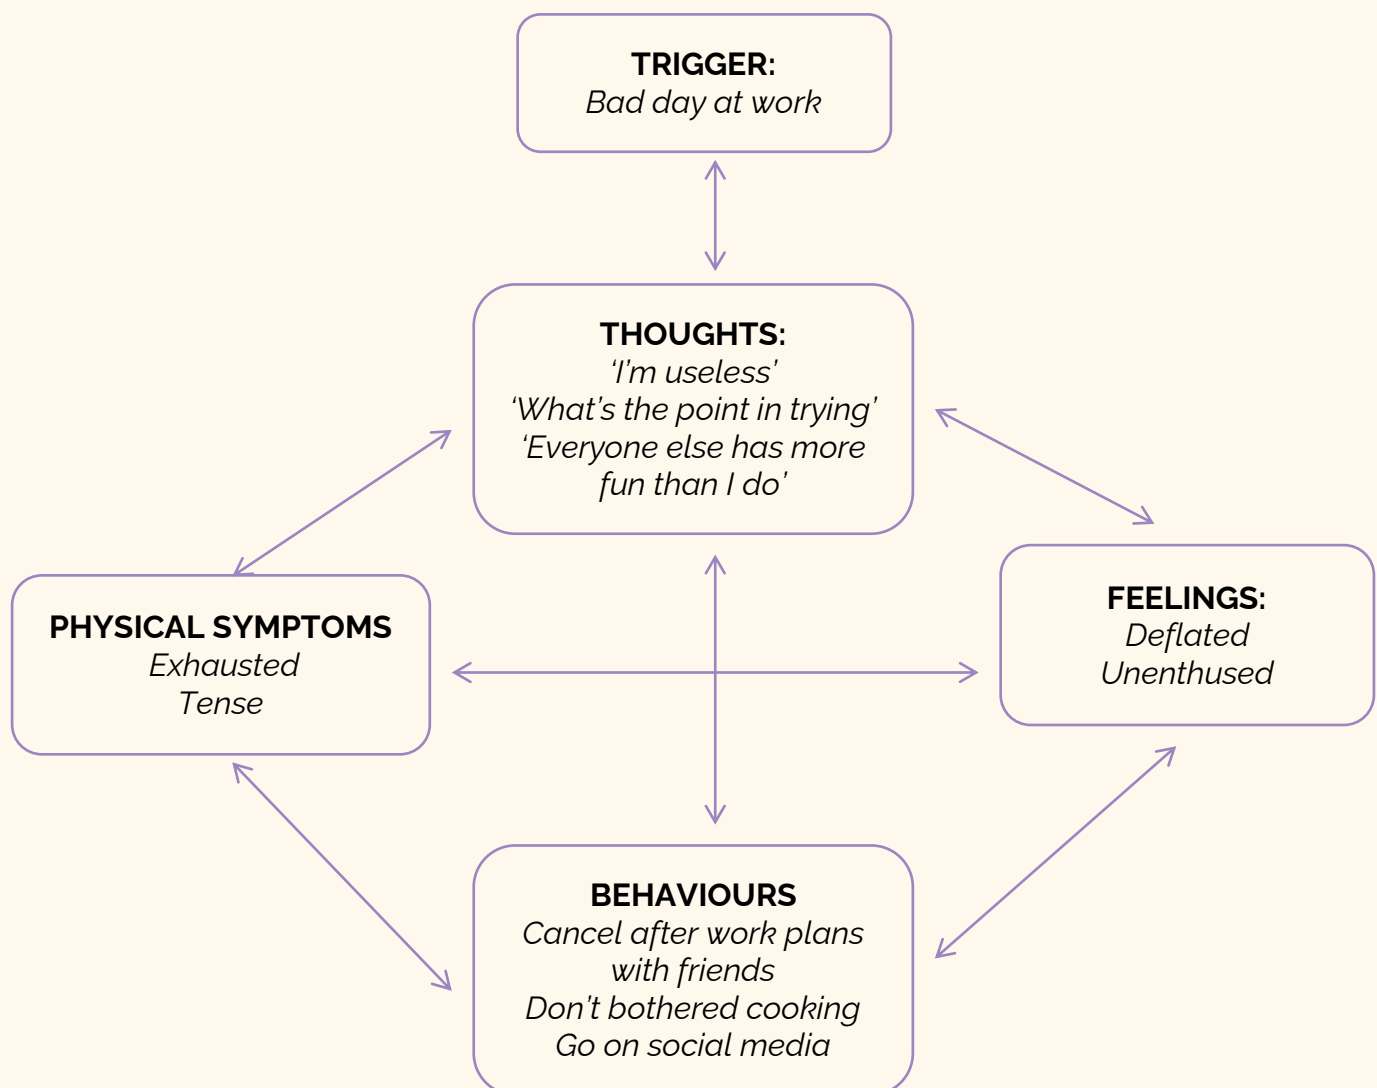 TRIGGER:
Bad day at work
THOUGHTS:
‘I’m useless’
‘What’s the point in trying’
‘Everyone else has more
fun than I do’
PHYSICAL SYMPTOMS
Exhausted
Tense
FEELINGS:
Deflated
Unenthused
BEHAVIOURS
Cancel after work plans
with friends
Don’t bothered cooking
Go on social media